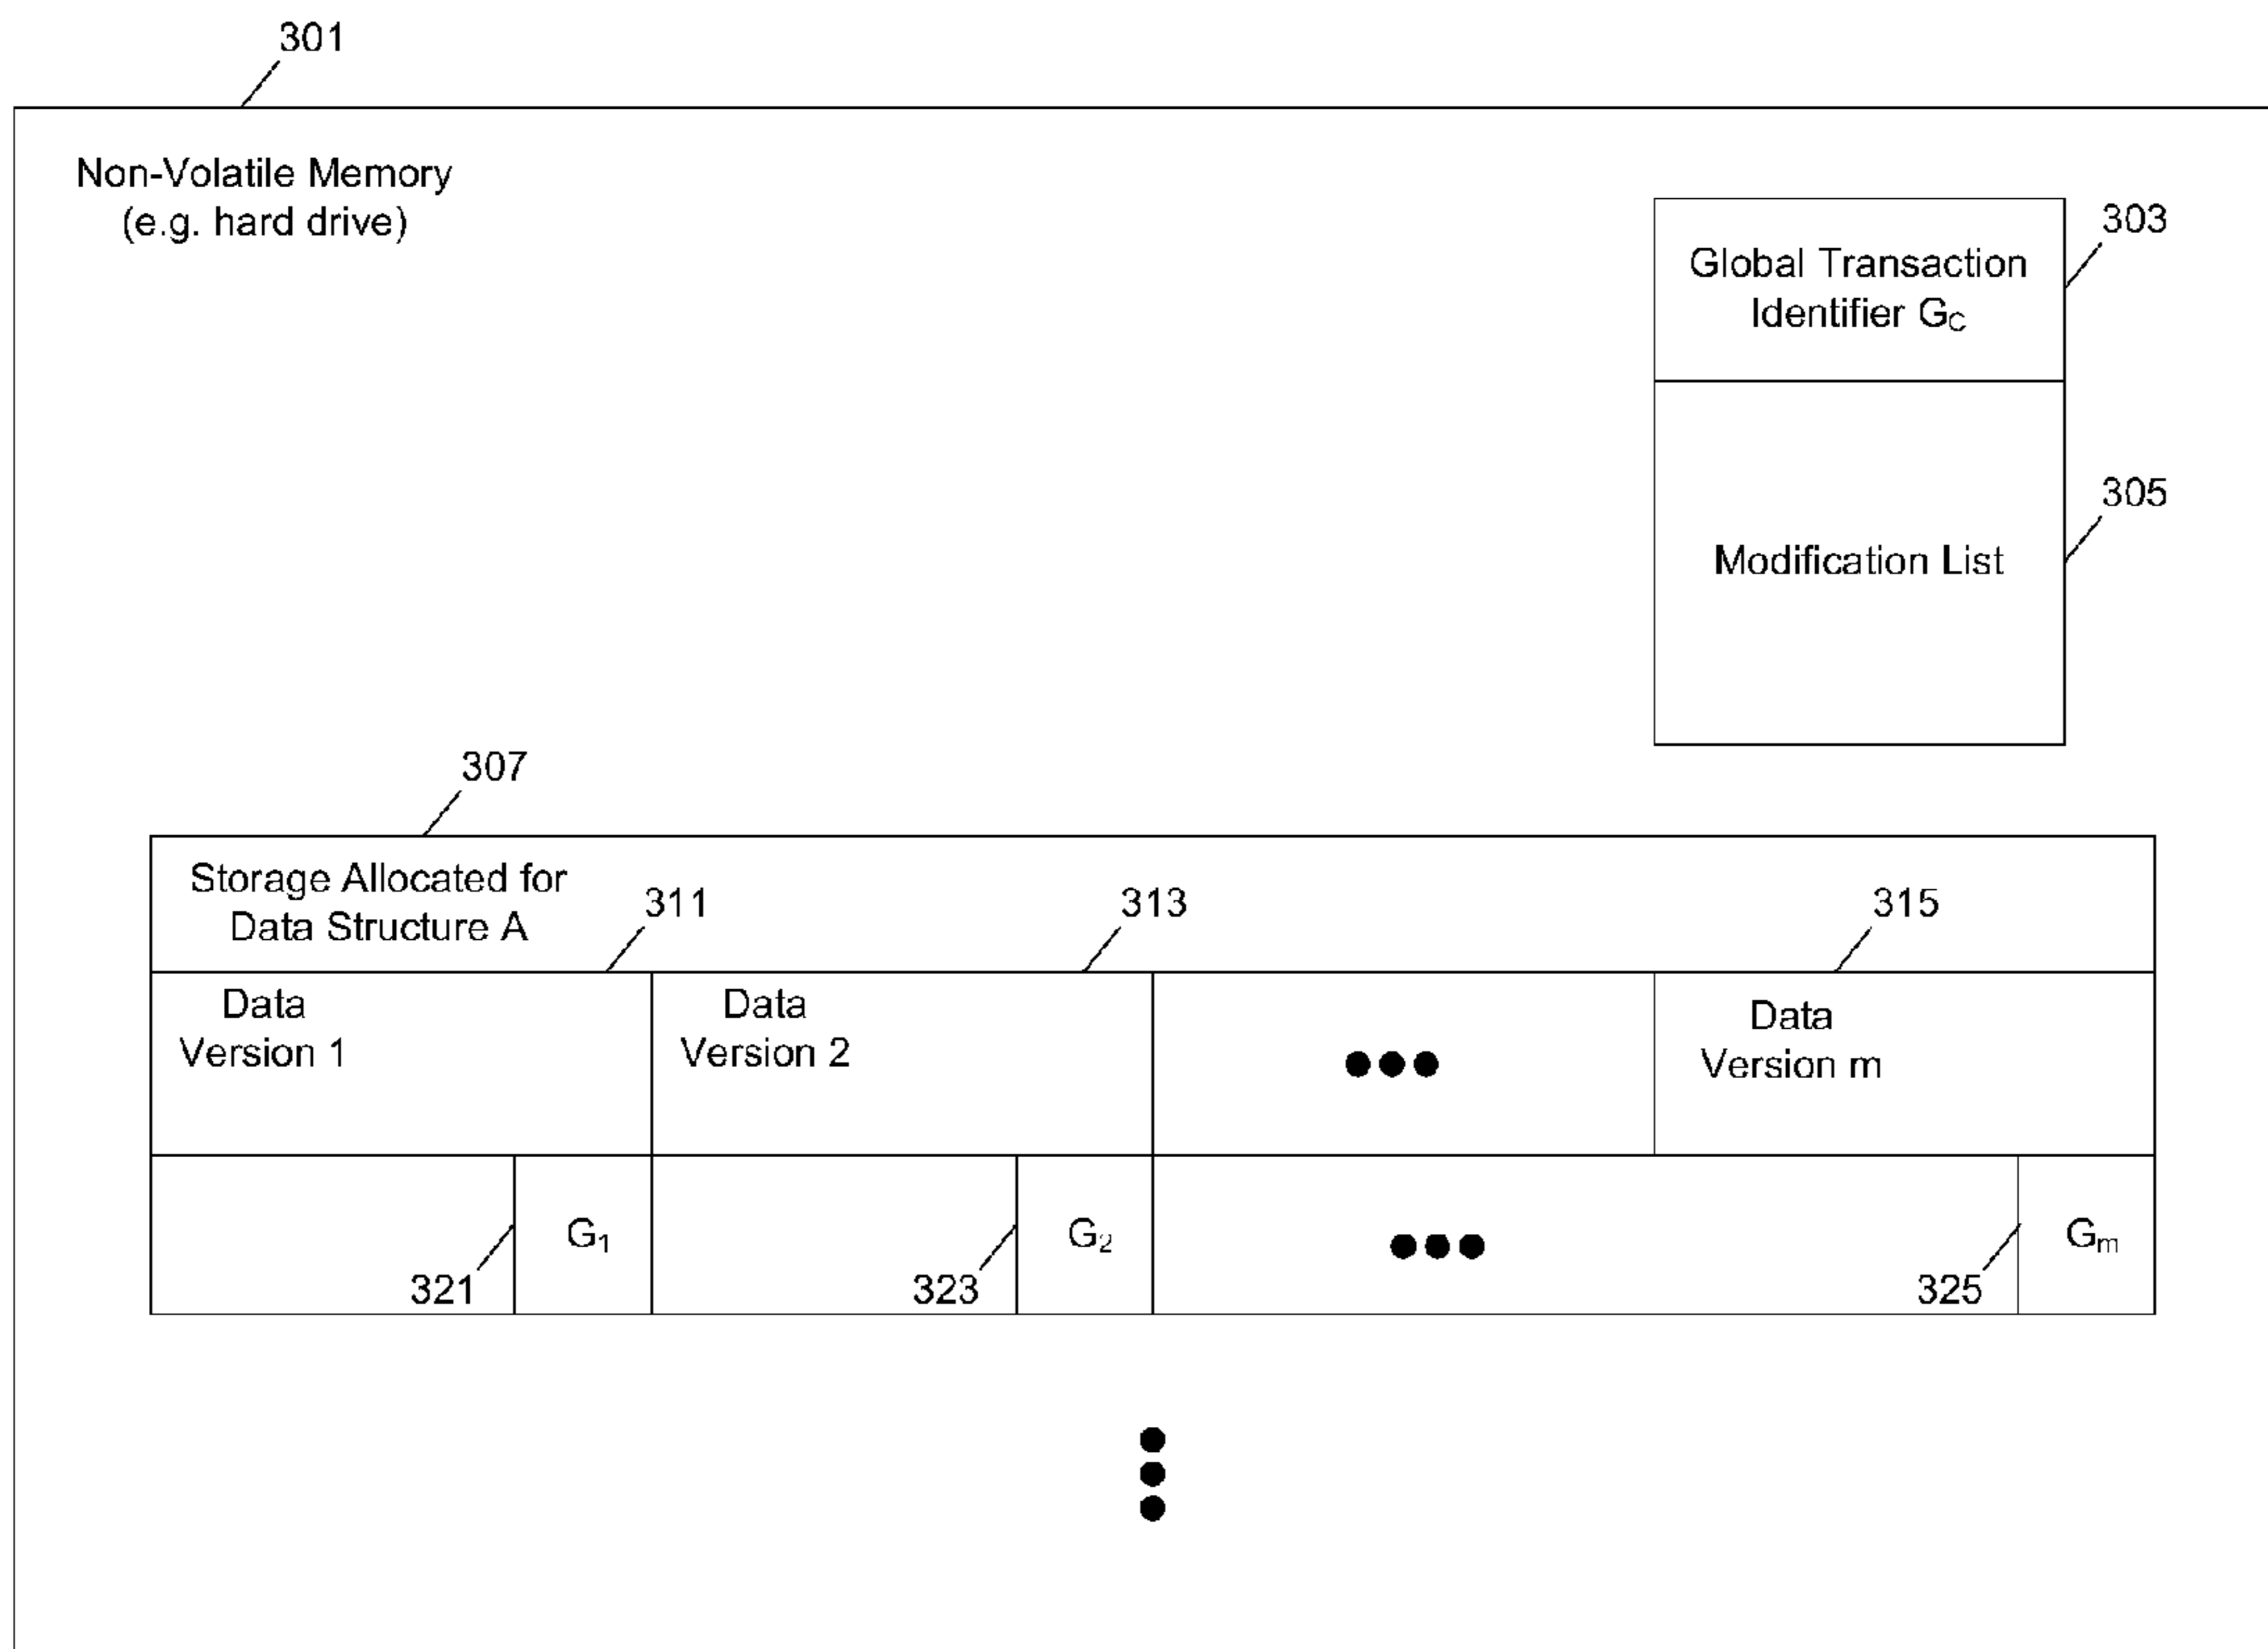 301
Non-Volatile Memory
(e.g. hard drive)
303
Global Transaction
Identifier GC
305
Modification List
307
Storage Allocated for
Data Structure A
311
313
315
Data
Version 1
Data
Version 2
Data
Version m
321
G1
323
G2
325
Gm